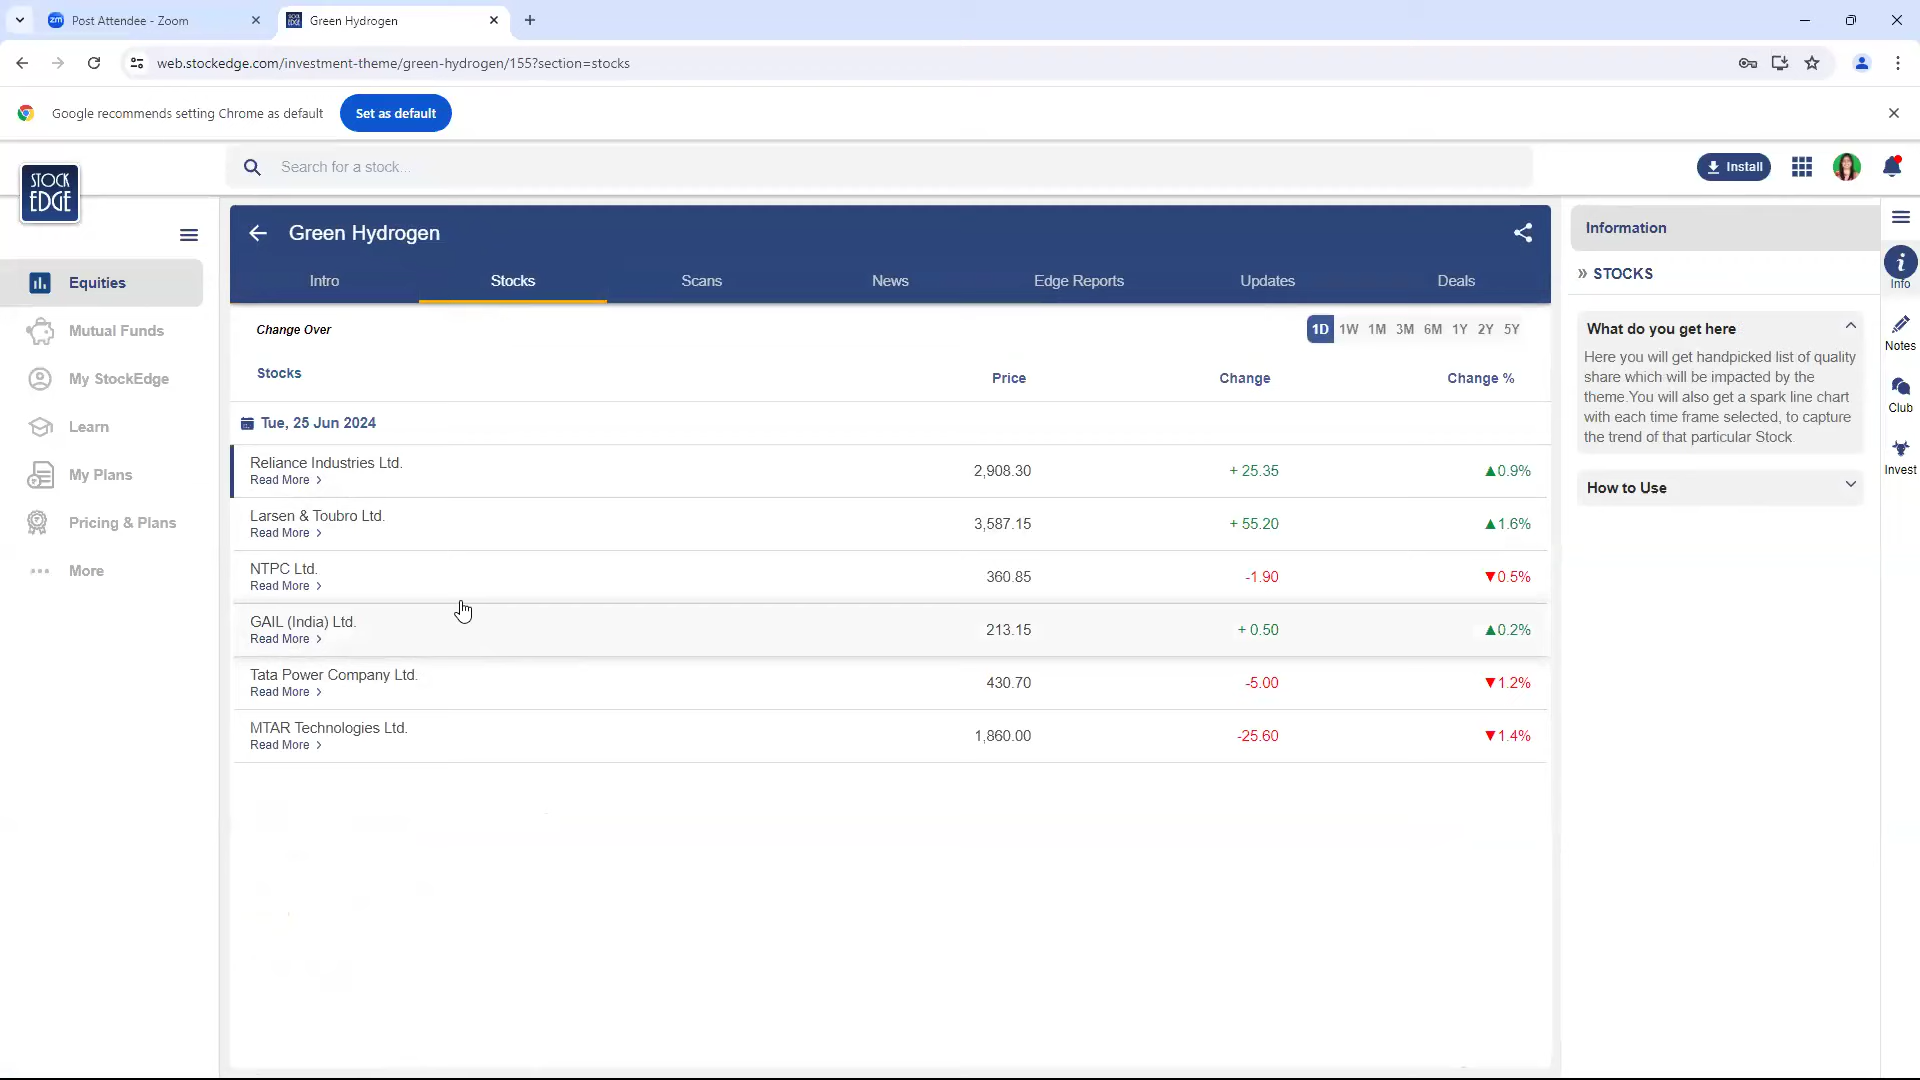 zm Post Attendee - Zoom
STOCK EDGE Green Hydrogen
web.stockedge.com/investment-theme/green-hydrogen/155?section=stocks
Google recommends setting Chrome as default
Set as default
STOCK
EDGE
Search for a stock...
Install
Equities
Mutual Funds
My StockEdge
Learn
My Plans
Pricing & Plans
More
Green Hydrogen
Intro Stocks Scans News Edge Reports Updates Deals
Change Over 1D 1W 1M 3M 6M 1Y 2Y 5Y
Stocks Price Change Change %
Tue, 25 Jun 2024
Reliance Industries Ltd. 2,908.30 + 25.35 ▲0.9%
Read More >
Larsen & Toubro Ltd. 3,587.15 + 55.20 ▲1.6%
Read More >
NTPC Ltd. 360.85 -1.90 ▼0.5%
Read More >
GAIL (India) Ltd. 213.15 + 0.50 ▲0.2%
Read More >
Tata Power Company Ltd. 430.70 -5.00 ▼1.2%
Read More >
MTAR Technologies Ltd. 1,860.00 -25.60 ▼1.4%
Read More >
Information
» STOCKS
What do you get here
Here you will get handpicked list of quality
share which will be impacted by the
theme.You will also get a spark line chart
with each time frame selected, to capture
the trend of that particular Stock.
How to Use
Info
Notes
Club
Invest